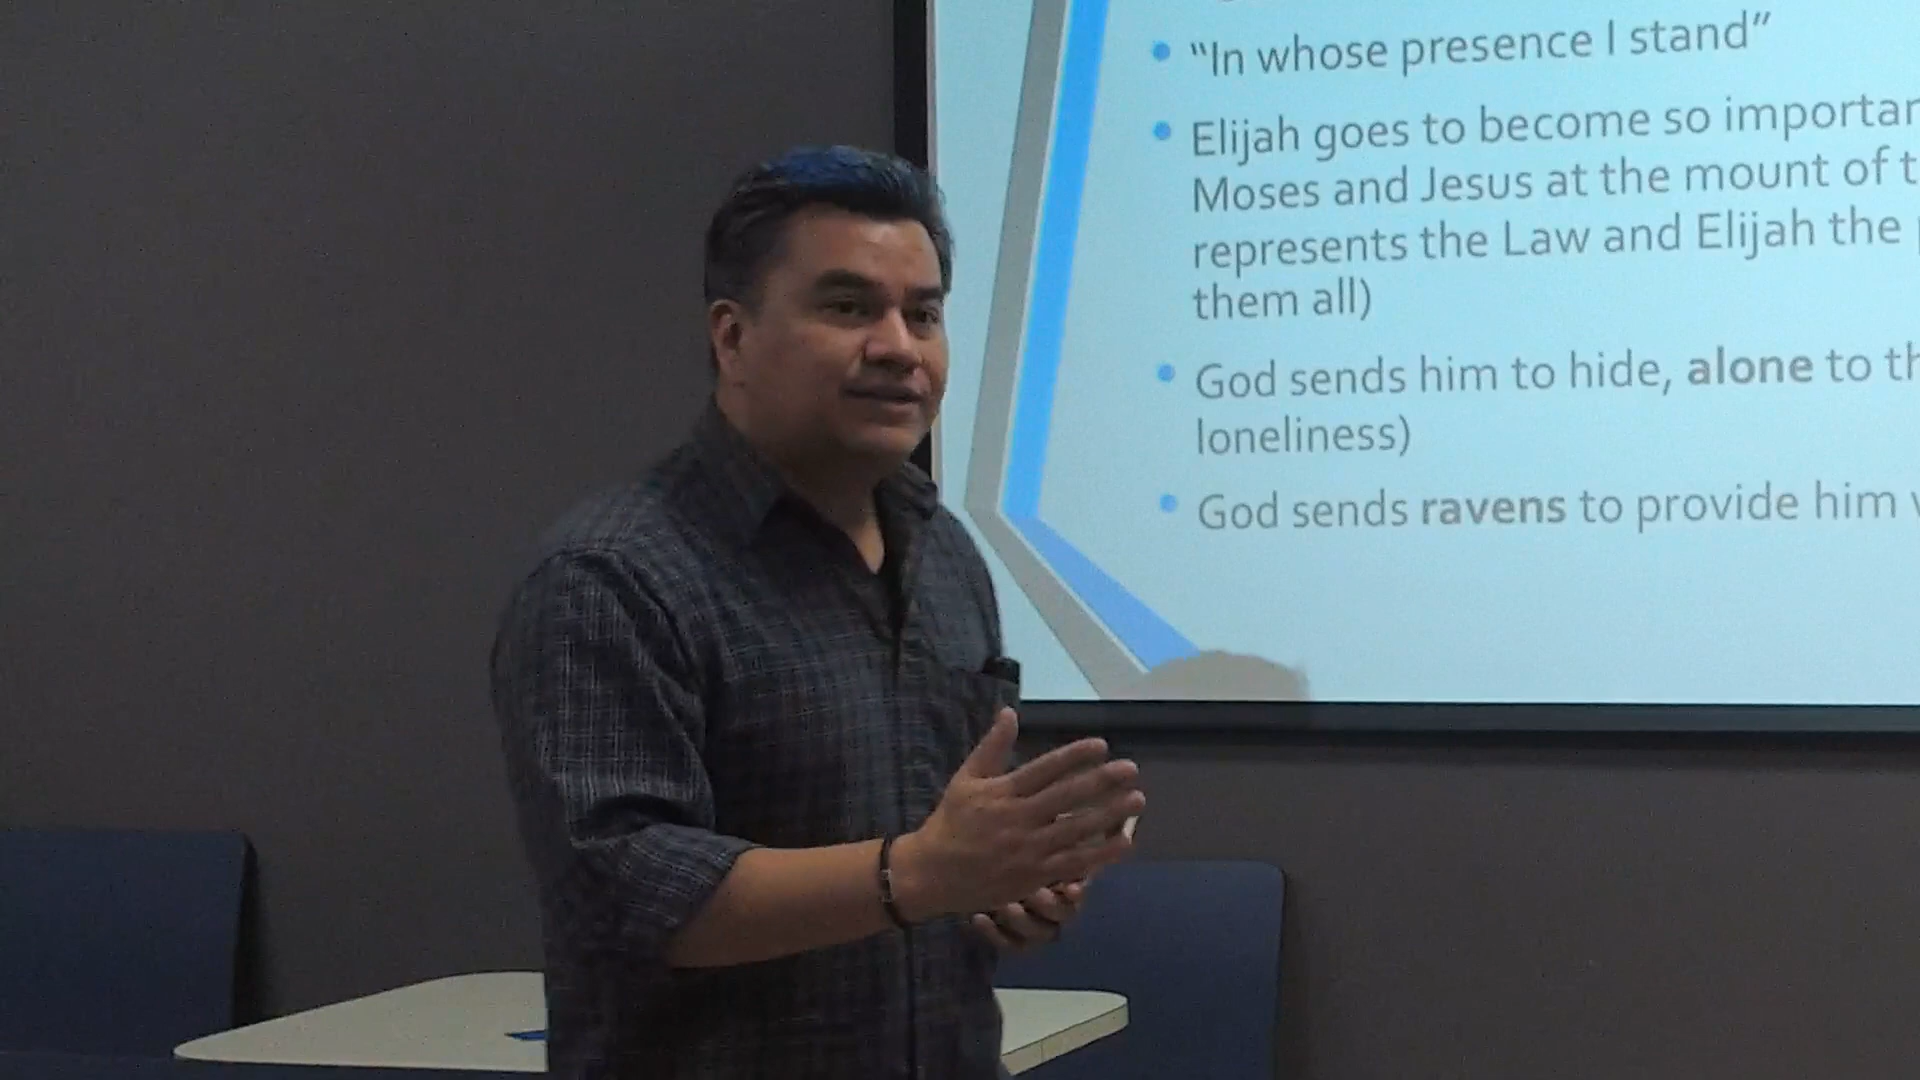 “In whose presence I stand”
Elijah goes to become so importan
Moses and Jesus at the mount of t
represents the Law and Elijah the
them all)
God sends him to hide, alone to th
loneliness)
God sends ravens to provide him